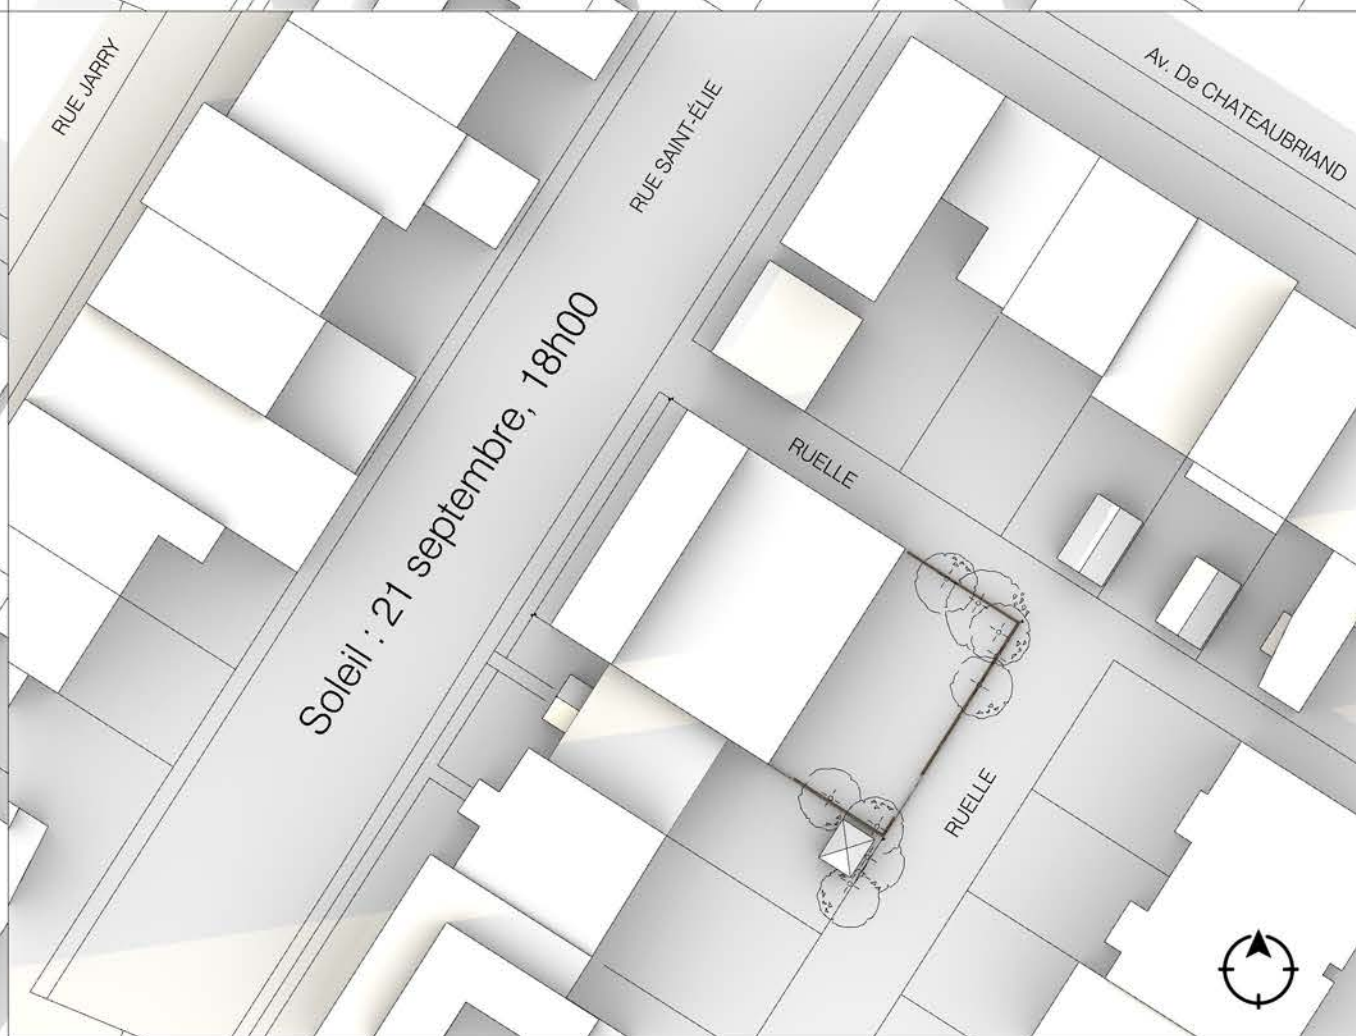 RUE JARRY
RUE SAINT-ÉLIE
Av. De CHATEAUBRIAND
Soleil : 21 septembre, 18h00
RUELLE
RUELLE